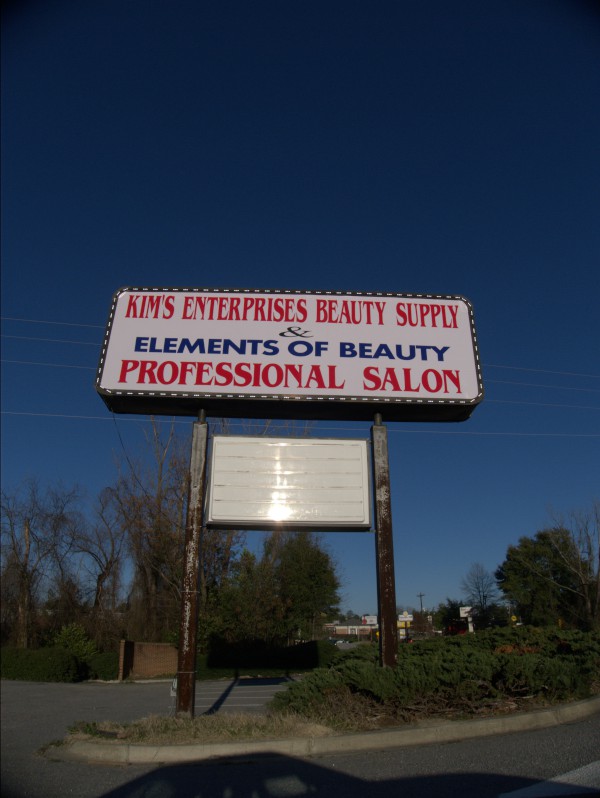 KIM'S ENTERPRISES BEAUTY SUPPLY
&
ELEMENTS OF BEAUTY
PROFESSIONAL SALON